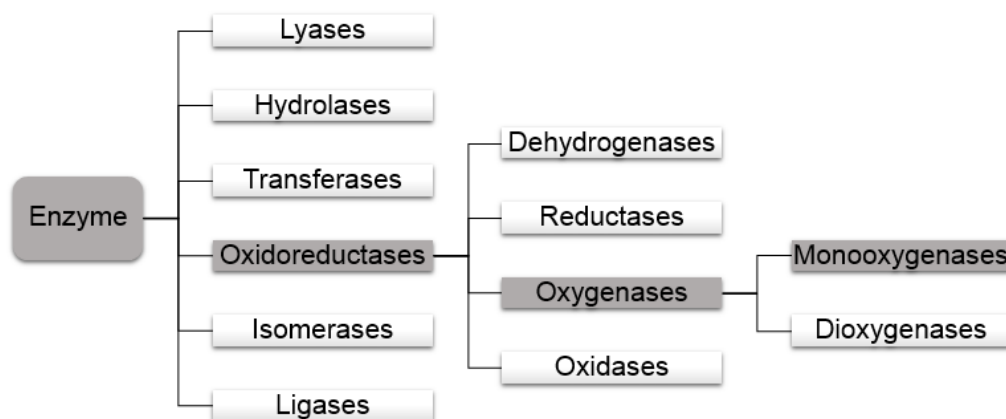 Enzyme
Lyases
Hydrolases
Transferases
Oxidoreductases
Isomerases
Ligases
Dehydrogenases
Reductases
Oxygenases
Oxidases
Monooxygenases
Dioxygenases